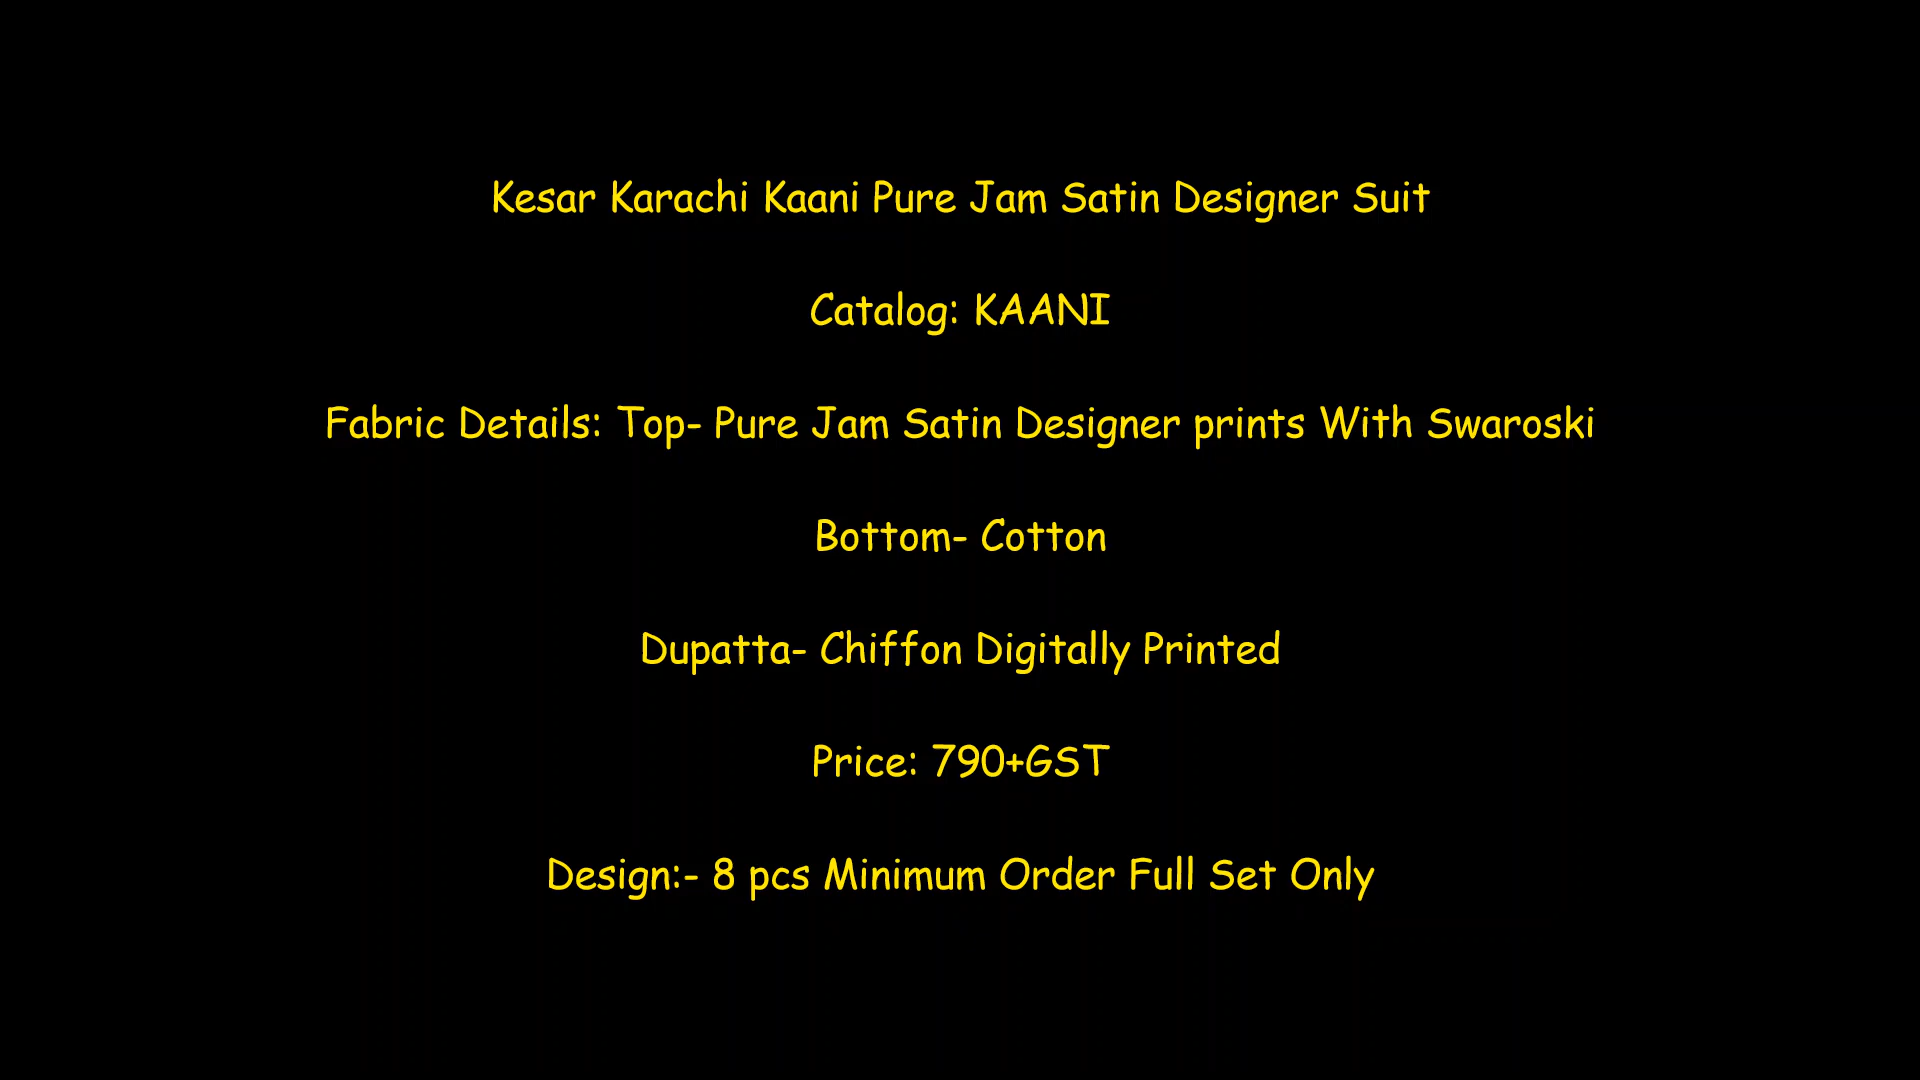 Kesar Karachi Kaani Pure Jam Satin Designer Suit
Catalog: KAANI
Fabric Details: Top- Pure Jam Satin Designer prints With Swaroski
Bottom- Cotton
Dupatta- Chiffon Digitally Printed
Price: 790+GST
Design:- 8 pcs Minimum Order Full Set Only